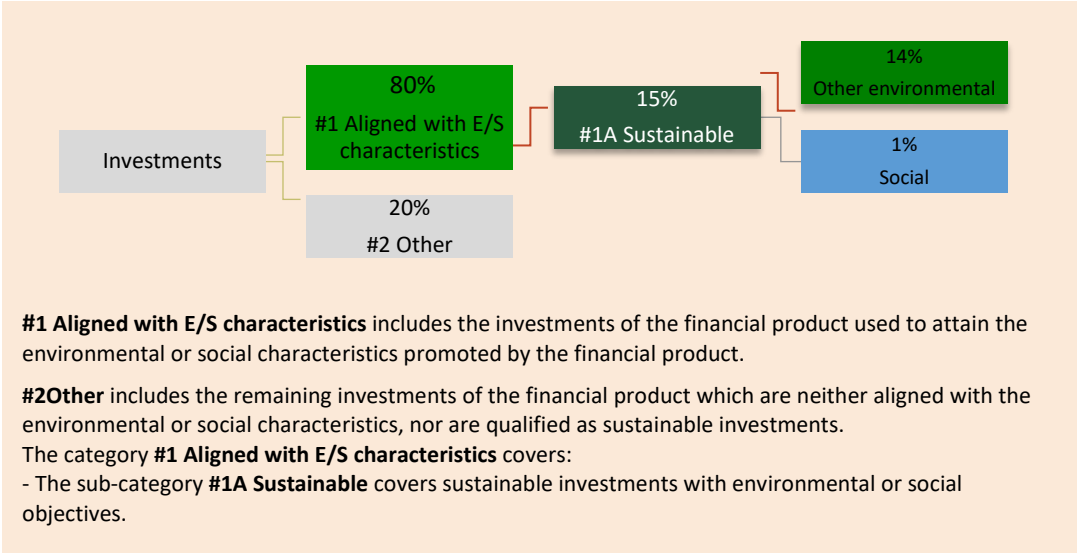 Investments
80%
#1 Aligned with E/S
characteristics
20%
#2 Other
15%
#1A Sustainable
14%
Other environmental
1%
Social
#1 Aligned with E/S characteristics includes the investments of the financial product used to attain the
environmental or social characteristics promoted by the financial product.
#2Other includes the remaining investments of the financial product which are neither aligned with the
environmental or social characteristics, nor are qualified as sustainable investments.
The category #1 Aligned with E/S characteristics covers:
- The sub-category #1A Sustainable covers sustainable investments with environmental or social
objectives.